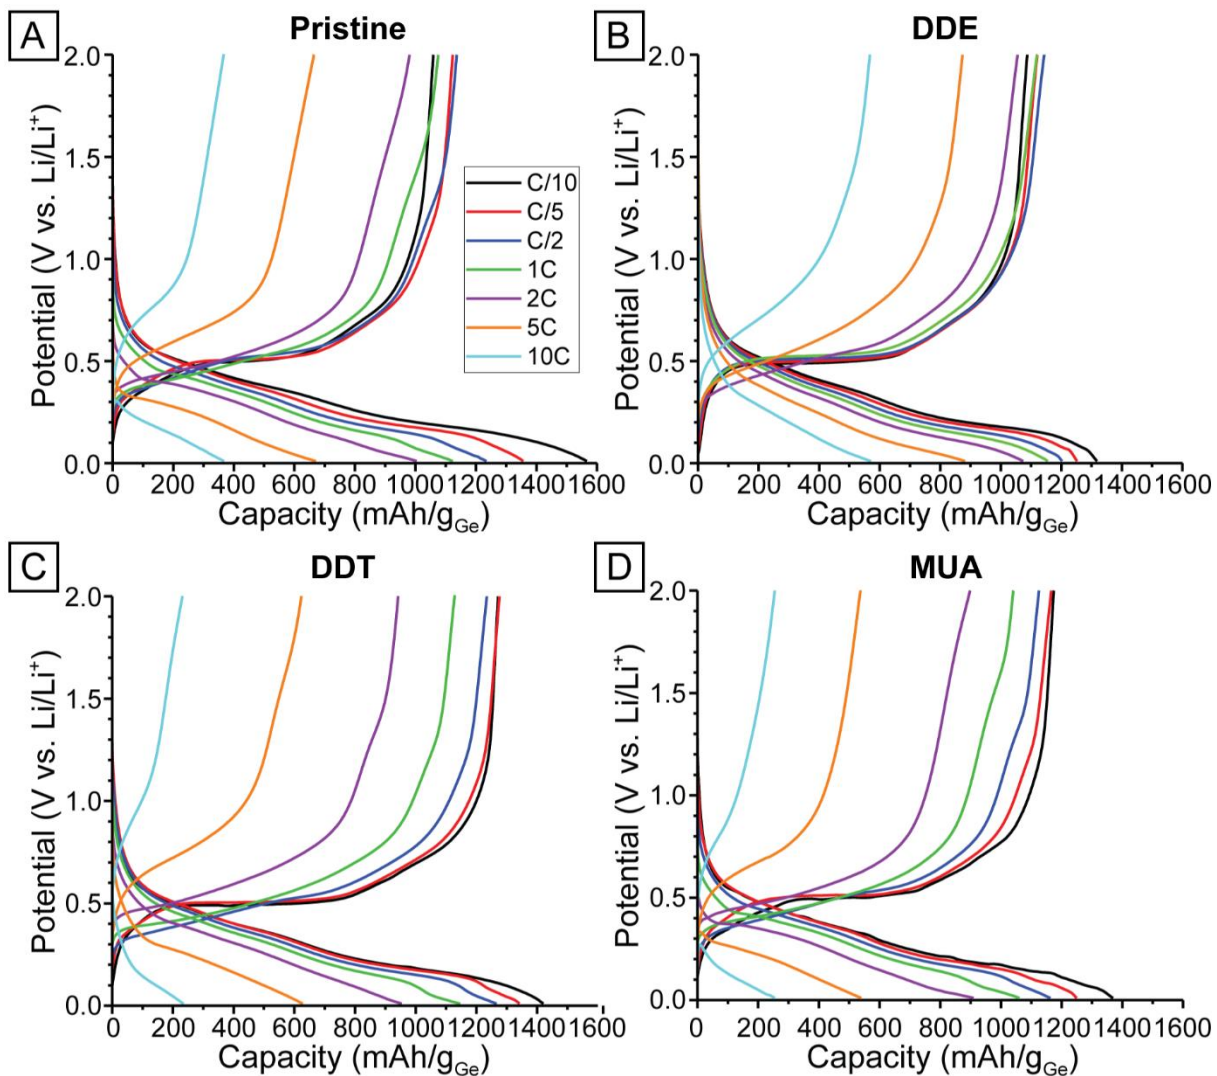 A
Pristine
2.0
1.5
1.0
0.5
0.0
Potential (V vs. Li/Li⁺)
C/10
C/5
C/2
1C
2C
5C
10C
0 200 400 600 800 1000 1200 1400 1600
Capacity (mAh/gGe)
B
DDE
2.0
1.5
1.0
0.5
0.0
Potential (V vs. Li/Li⁺)
0 200 400 600 800 1000 1200 1400 1600
Capacity (mAh/gGe)
C
DDT
2.0
1.5
1.0
0.5
0.0
Potential (V vs. Li/Li⁺)
0 200 400 600 800 1000 1200 1400 1600
Capacity (mAh/gGe)
D
MUA
2.0
1.5
1.0
0.5
0.0
Potential (V vs. Li/Li⁺)
0 200 400 600 800 1000 1200 1400 1600
Capacity (mAh/gGe)